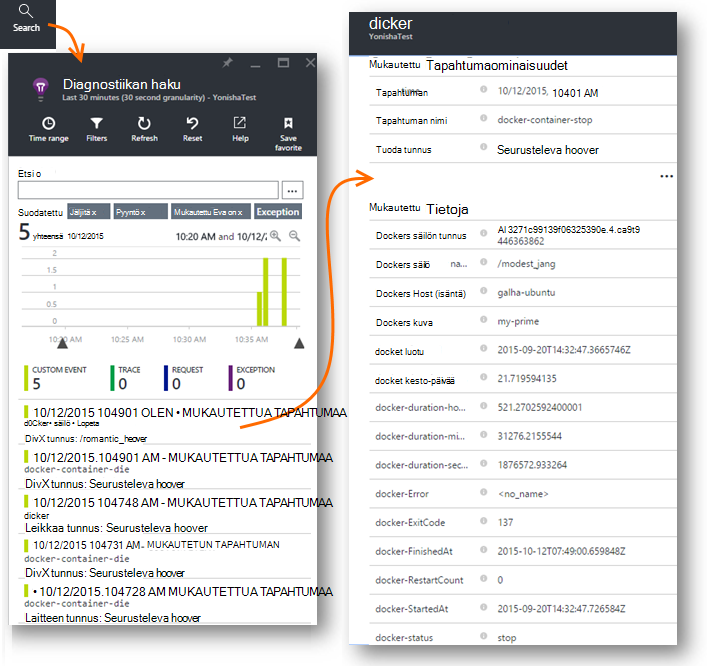 Search
Diagnostiikan haku
Last 30 minutes (30 second granularity) - YonishaTest
Time range
Filters
Refresh
Reset
Help
Save favorite
Etsi o
...
Suodatettu Jäljitä x Pyyntö x Mukautettu Eva on x Exception
5 yhteensä 10/12/2015 10:20 AM and 10/12/:
2
1.5
1
0.5
0
10:20 AM 10:25 AM 10:30 AM 10:35 AM
CUSTOM EVENT
5
TRACE
0
REQUEST
0
EXCEPTION
0
10/12/2015 104901 OLEN • MUKAUTETTUA TAPAHTUMAA
d0Cker• säilö • Lopeta
DivX tunnus: /romantic_heover
10/12/2015.104901 AM - MUKAUTETTUA TAPAHTUMAA
docker-container-die
DivX tunnus: Seurusteleva hoover
10/12/2015 104748 AM - MUKAUTETTUA TAPAHTUMAA
dicker
Leikkaa tunnus: Seurusteleva hoover
10/12/2015 104731 AM- MUKAUTETUN TAPAHTUMAN
docker-container-die
DivX tunnus: Seurusteleva hoover
• 10/12/2015.104728 AM MUKAUTETTUA TAPAHTUMAA
docker-container-die
Laitteen tunnus: Seurusteleva hoover
dicker
YonishaTest
Mukautettu Tapahtumaominaisuudet
Tapahtuman 10/12/2015, 10401 AM
Tapahtuman nimi docker-container-stop
Tuoda tunnus Seurusteleva hoover
...
Mukautettu Tietoja
Dockers säilön tunnus AI3271c99139f06325390e.4.ca9t9
446363862
Dockers säilö na... /modest_jang
Dockers Host (isäntä) galha-ubuntu
Dockers kuva my-prime
docket luotu 2015-09-20T14:32:47.3665746Z
docket kesto-päivää 21.719594135
docker-duration-ho... 521.2702592400001
docker-duration-mi... 31276.2155544
docker-duration-sec... 1876572.933264
docker-Error <no_name>
docker-ExitCode 137
docker-FinishedAt 2015-10-12T07:49:00.659848Z
docker-RestartCount 0
docker-StartedAt 2015-09-20T14:32:47.726584Z
docker-status stop